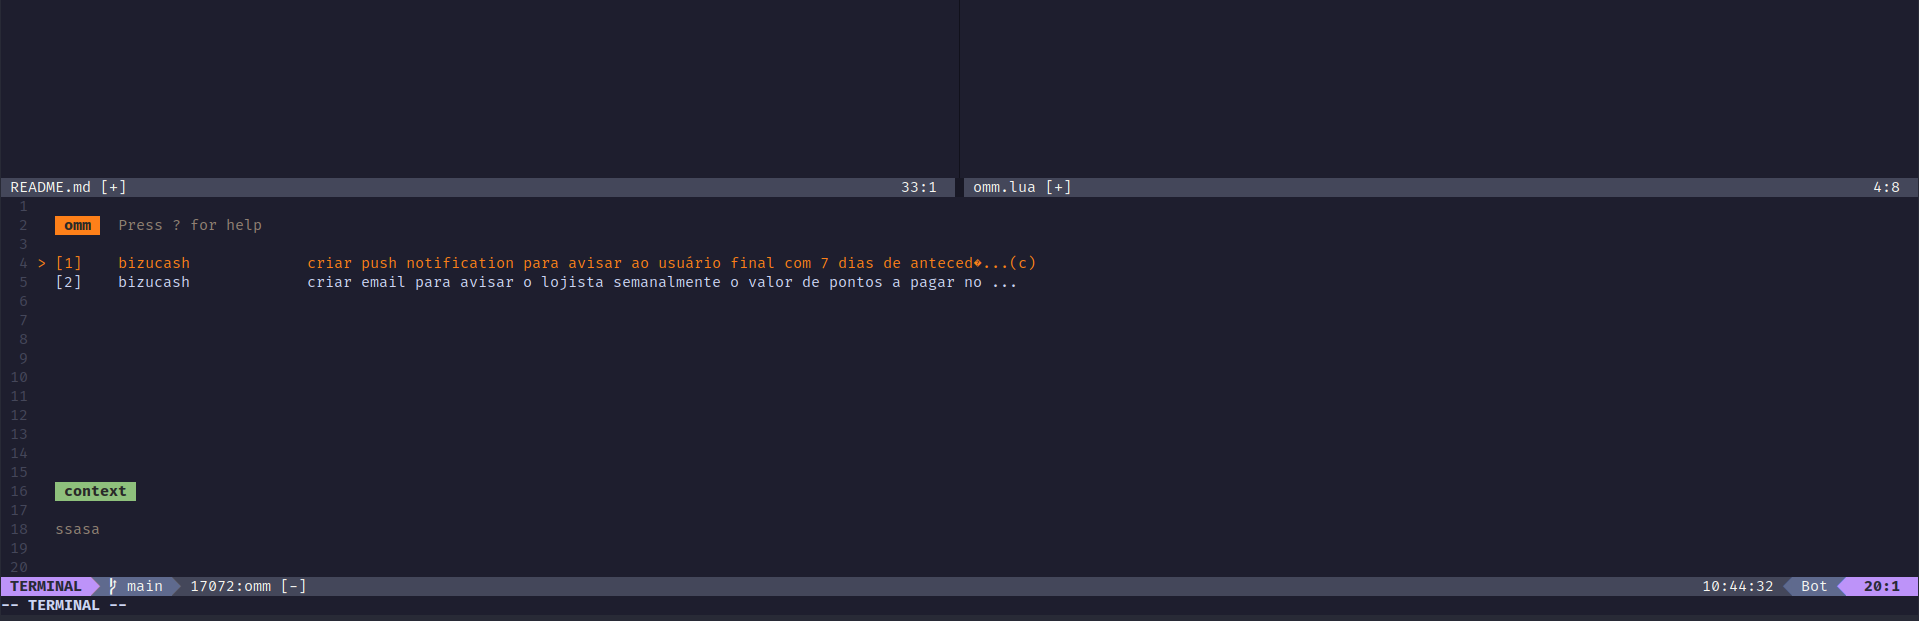 README.md [+] 33:1 omm.lua [+] 4:8
1
2 omm Press ? for help
3
4 > [1] bizucash criar push notification para avisar ao usuário final com 7 dias de anteced�...(c)
5 [2] bizucash criar email para avisar o lojista semanalmente o valor de pontos a pagar no ...
6
7
8
9
10
11
12
13
14
15
16 context
17
18 ssasa
19
20
TERMINAL main 17072:omm [-] 10:44:32 Bot 20:1
-- TERMINAL --